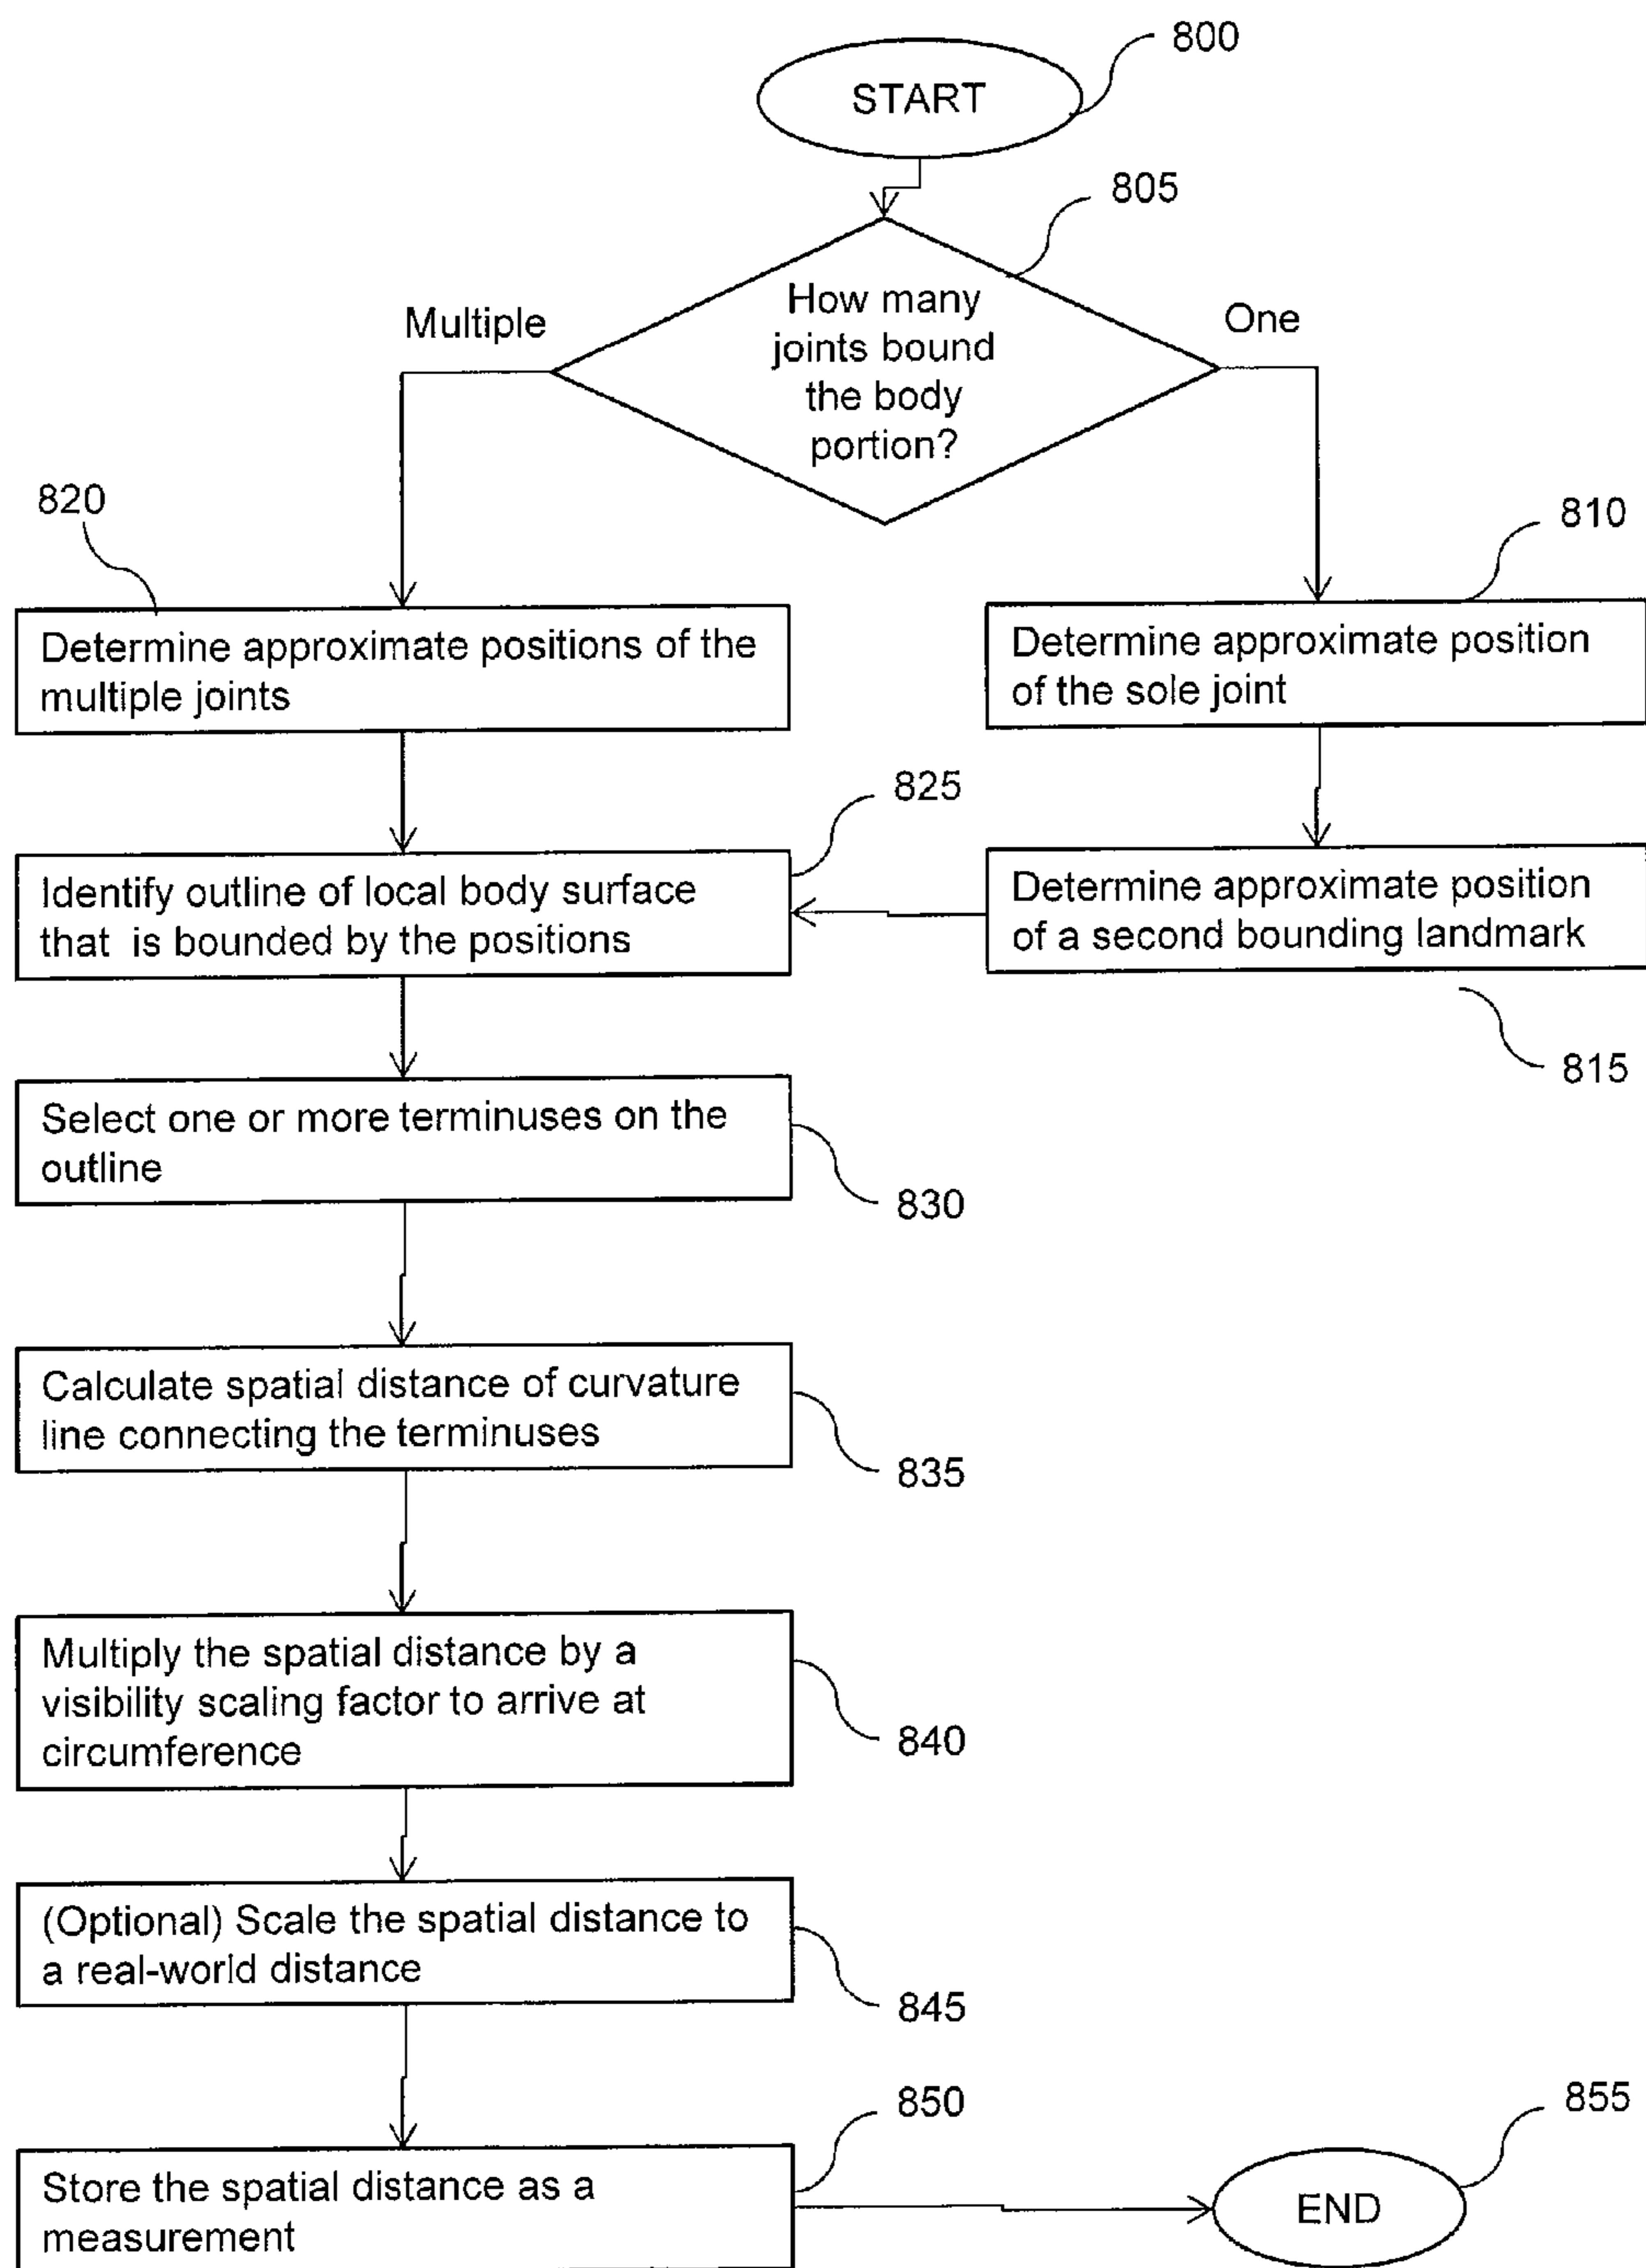 800
START
805
How many
joints bound
the body
portion?
Multiple
One
820
810
Determine approximate positions of the
multiple joints
Determine approximate position
of the sole joint
825
Identify outline of local body surface
that is bounded by the positions
Determine approximate position
of a second bounding landmark
815
Select one or more terminuses on the
outline
830
Calculate spatial distance of curvature
line connecting the terminuses
835
Multiply the spatial distance by a
visibility scaling factor to arrive at
circumference
840
(Optional) Scale the spatial distance to
a real-world distance
845
850
Store the spatial distance as a
measurement
855
END